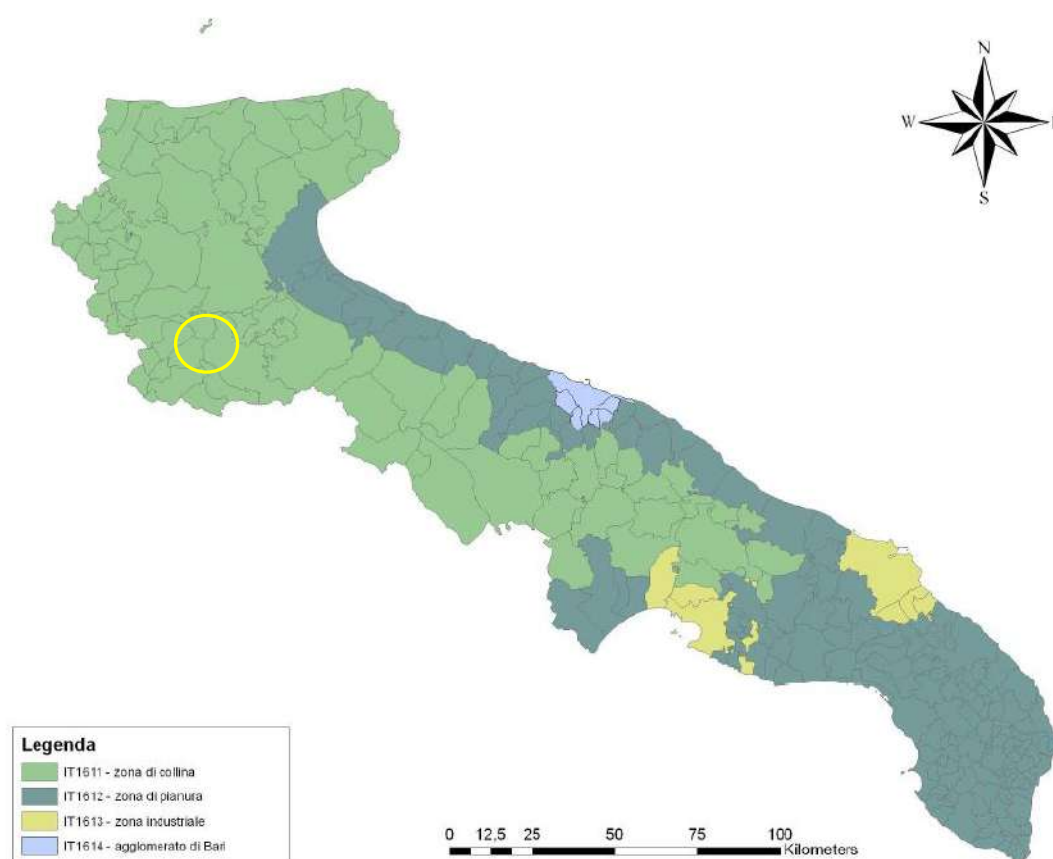 N
W
S
Legenda
IT1611 - zona di collina
IT1612 - zona di pianura
IT1613 - zona industriale
IT1614 - agglomerato di Bari
0 12,5 25 50 75 100
Kilometers